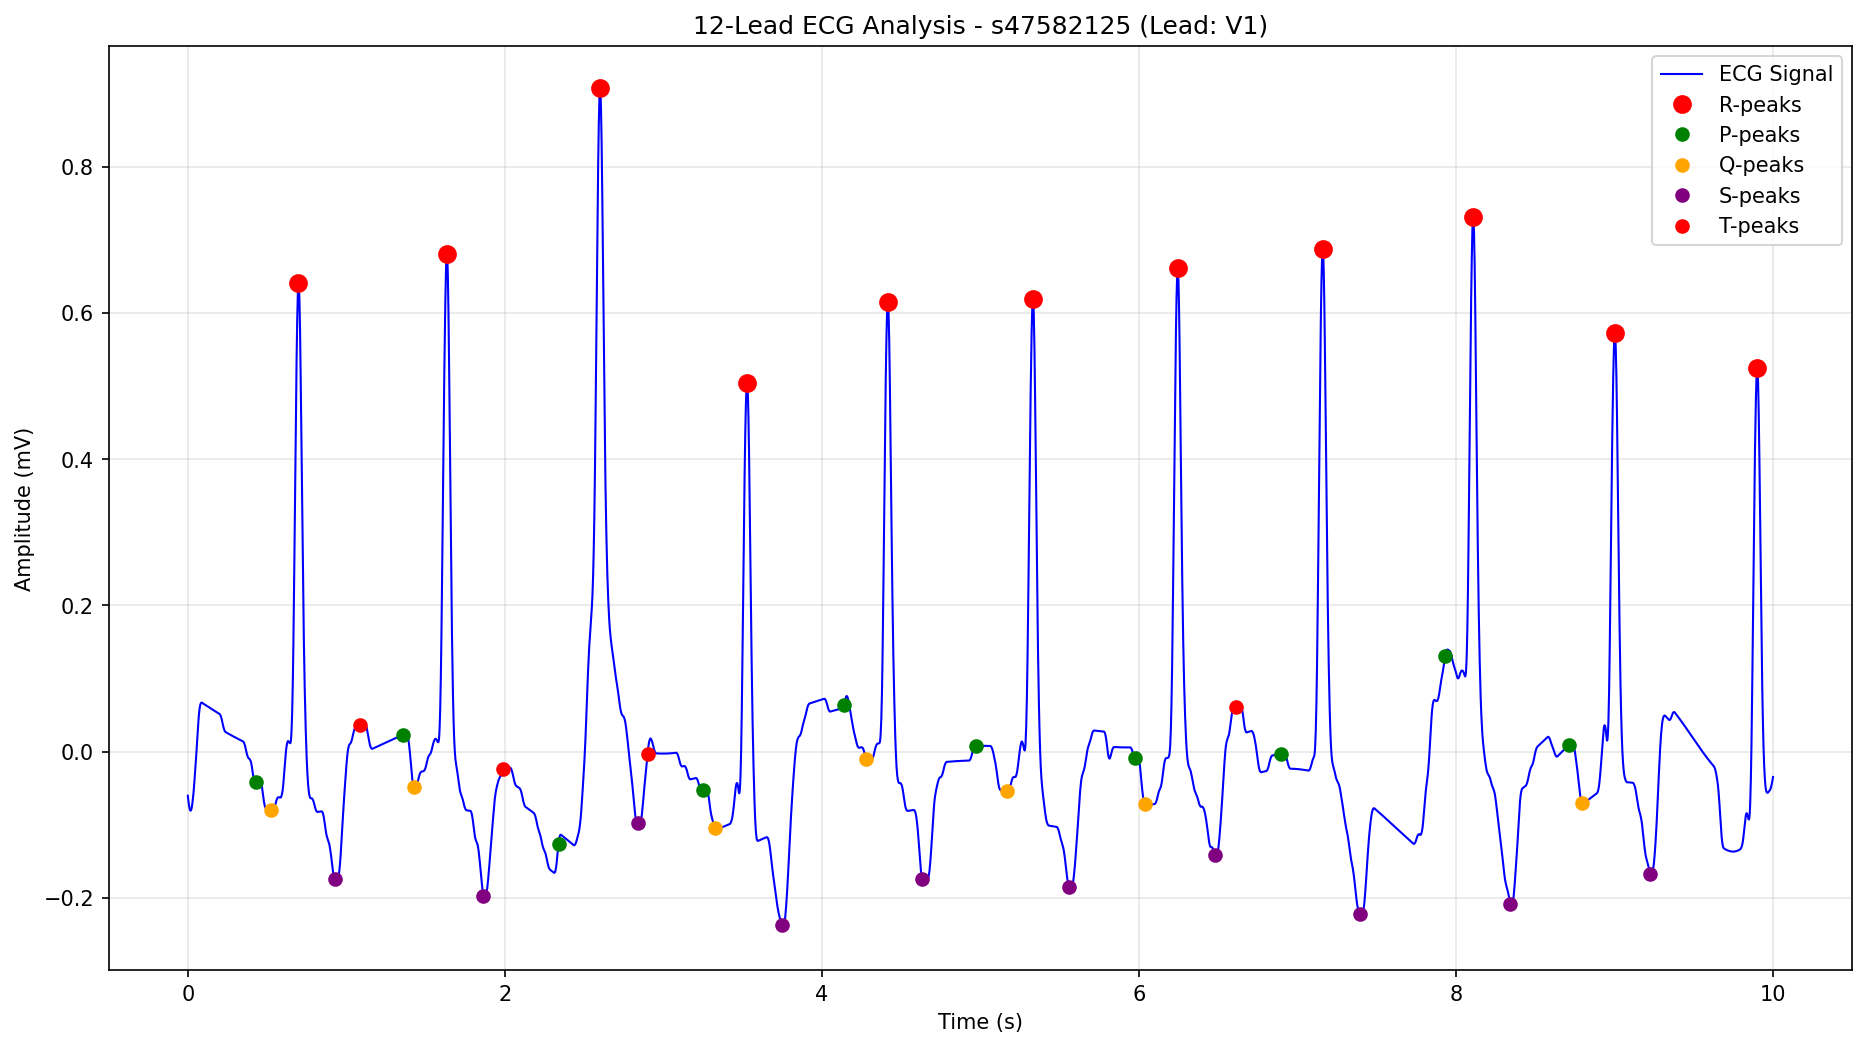 12-Lead ECG Analysis - s47582125 (Lead: V1)
ECG Signal
R-peaks
P-peaks
Q-peaks
S-peaks
T-peaks
Amplitude (mV)
0.8
0.6
0.4
0.2
0.0
−0.2
0 2 4 6 8 10
Time (s)